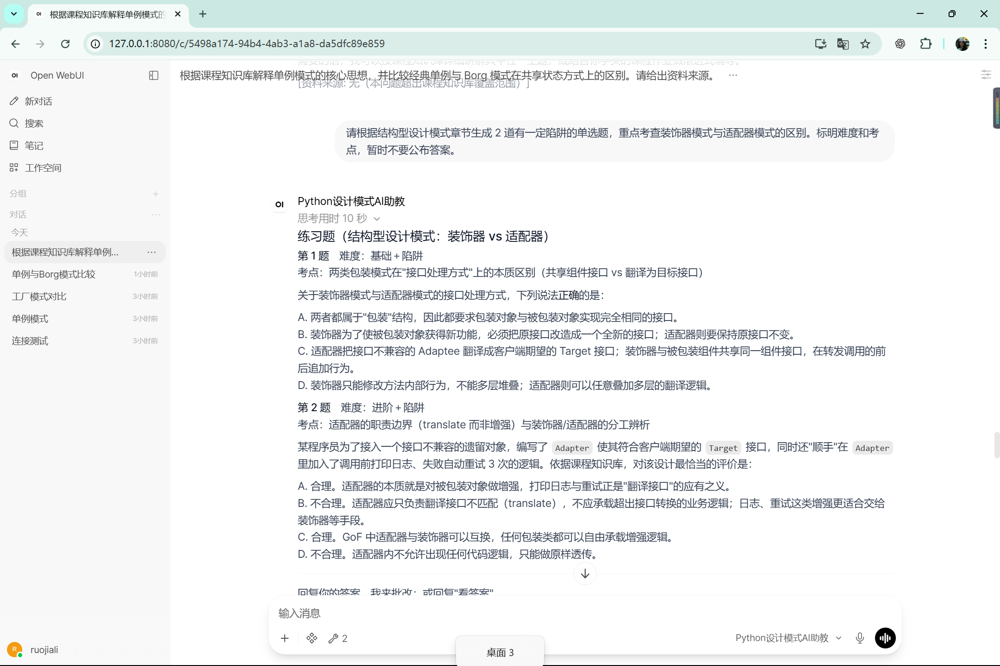 根据课程知识库解释单例模式的
127.0.0.1:8080/c/5498a174-94b4-4ab3-a1a8-da5dfc89e859
OI Open WebUI
新对话
搜索
笔记
工作空间
分组
对话
今天
根据课程知识库解释单例...
单例与Borg模式比较 1小时前
工厂模式对比 3小时前
单例模式 3小时前
连接测试 3小时前
R ruojiali
根据课程知识库解释单例模式的核心思想，并比较经典单例与 Borg 模式在共享状态方式上的区别。请给出资料来源。
[资料来源: 无（本问题超出课程知识库覆盖范围）]
请根据结构型设计模式章节生成 2 道有一定陷阱的单选题，重点考查装饰器模式与适配器模式的区别。标明难度和考
点，暂时不要公布答案。
OI Python设计模式AI助教
思考用时 10 秒
练习题（结构型设计模式：装饰器 vs 适配器）
第 1 题 难度：基础 + 陷阱
考点：两类包装模式在"接口处理方式"上的本质区别（共享组件接口 vs 翻译为目标接口）
关于装饰器模式与适配器模式的接口处理方式，下列说法正确的是：
A. 两者都属于"包装"结构，因此都要求包装对象与被包装对象实现完全相同的接口。
B. 装饰器为了使被包装对象获得新功能，必须把原接口改造成一个全新的接口；适配器则要保持原接口不变。
C. 适配器把接口不兼容的 Adaptee 翻译成客户端期望的 Target 接口；装饰器与被包装组件共享同一组件接口，在转发调用的前
后追加行为。
D. 装饰器只能修改方法内部行为，不能多层堆叠；适配器则可以任意叠加多层的翻译逻辑。
第 2 题 难度：进阶 + 陷阱
考点：适配器的职责边界（translate 而非增强）与装饰器/适配器的分工辨析
某程序员为了接入一个接口不兼容的遗留对象，编写了 Adapter 使其符合客户端期望的 Target 接口，同时还"顺手"在 Adapter
里加入了调用前打印日志、失败自动重试 3 次的逻辑。依据课程知识库，对该设计最恰当的评价是：
A. 合理。适配器的本质就是对被包装对象做增强，打印日志与重试正是"翻译接口"的应有之义。
B. 不合理。适配器应只负责翻译接口不匹配（translate），不应承载超出接口转换的业务逻辑；日志、重试这类增强更适合交给
装饰器等手段。
C. 合理。GoF 中适配器与装饰器可以互换，任何包装类都可以自由承载增强逻辑。
D. 不合理。适配器内不允许出现任何代码逻辑，只能做原样透传。
回复你的答案，我来批改；或回复"看答案"
输入消息
2
Python设计模式AI助教
桌面 3